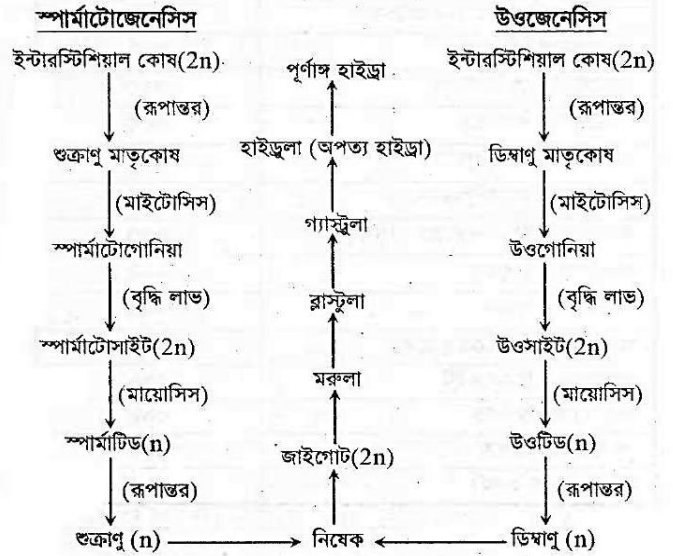 স্পার্মাটোজেনেসিস
ইন্টারস্টিশিয়াল কোষ(2n)
(রূপান্তর)
শুক্রাণু মাতৃকোষ
(মাইটোসিস)
স্পার্মাটোগোনিয়া
(বৃদ্ধি লাভ)
স্পার্মাটোসাইট(2n)
(মায়োসিস)
স্পার্মাটিড(n)
(রূপান্তর)
শুক্রাণু (n)
পূর্ণাঙ্গ হাইড্রা
হাইড্রুলা (অপত্য হাইড্রা)
গ্যাস্ট্রুলা
ব্লাস্টুলা
মরুলা
জাইগোট(2n)
নিষেক
উওজেনেসিস
ইন্টারস্টিশিয়াল কোষ(2n)
(রূপান্তর)
ডিম্বাণু মাতৃকোষ
(মাইটোসিস)
উওগোনিয়া
(বৃদ্ধি লাভ)
উওসাইট(2n)
(মায়োসিস)
উওটিড(n)
(রূপান্তর)
ডিম্বাণু (n)